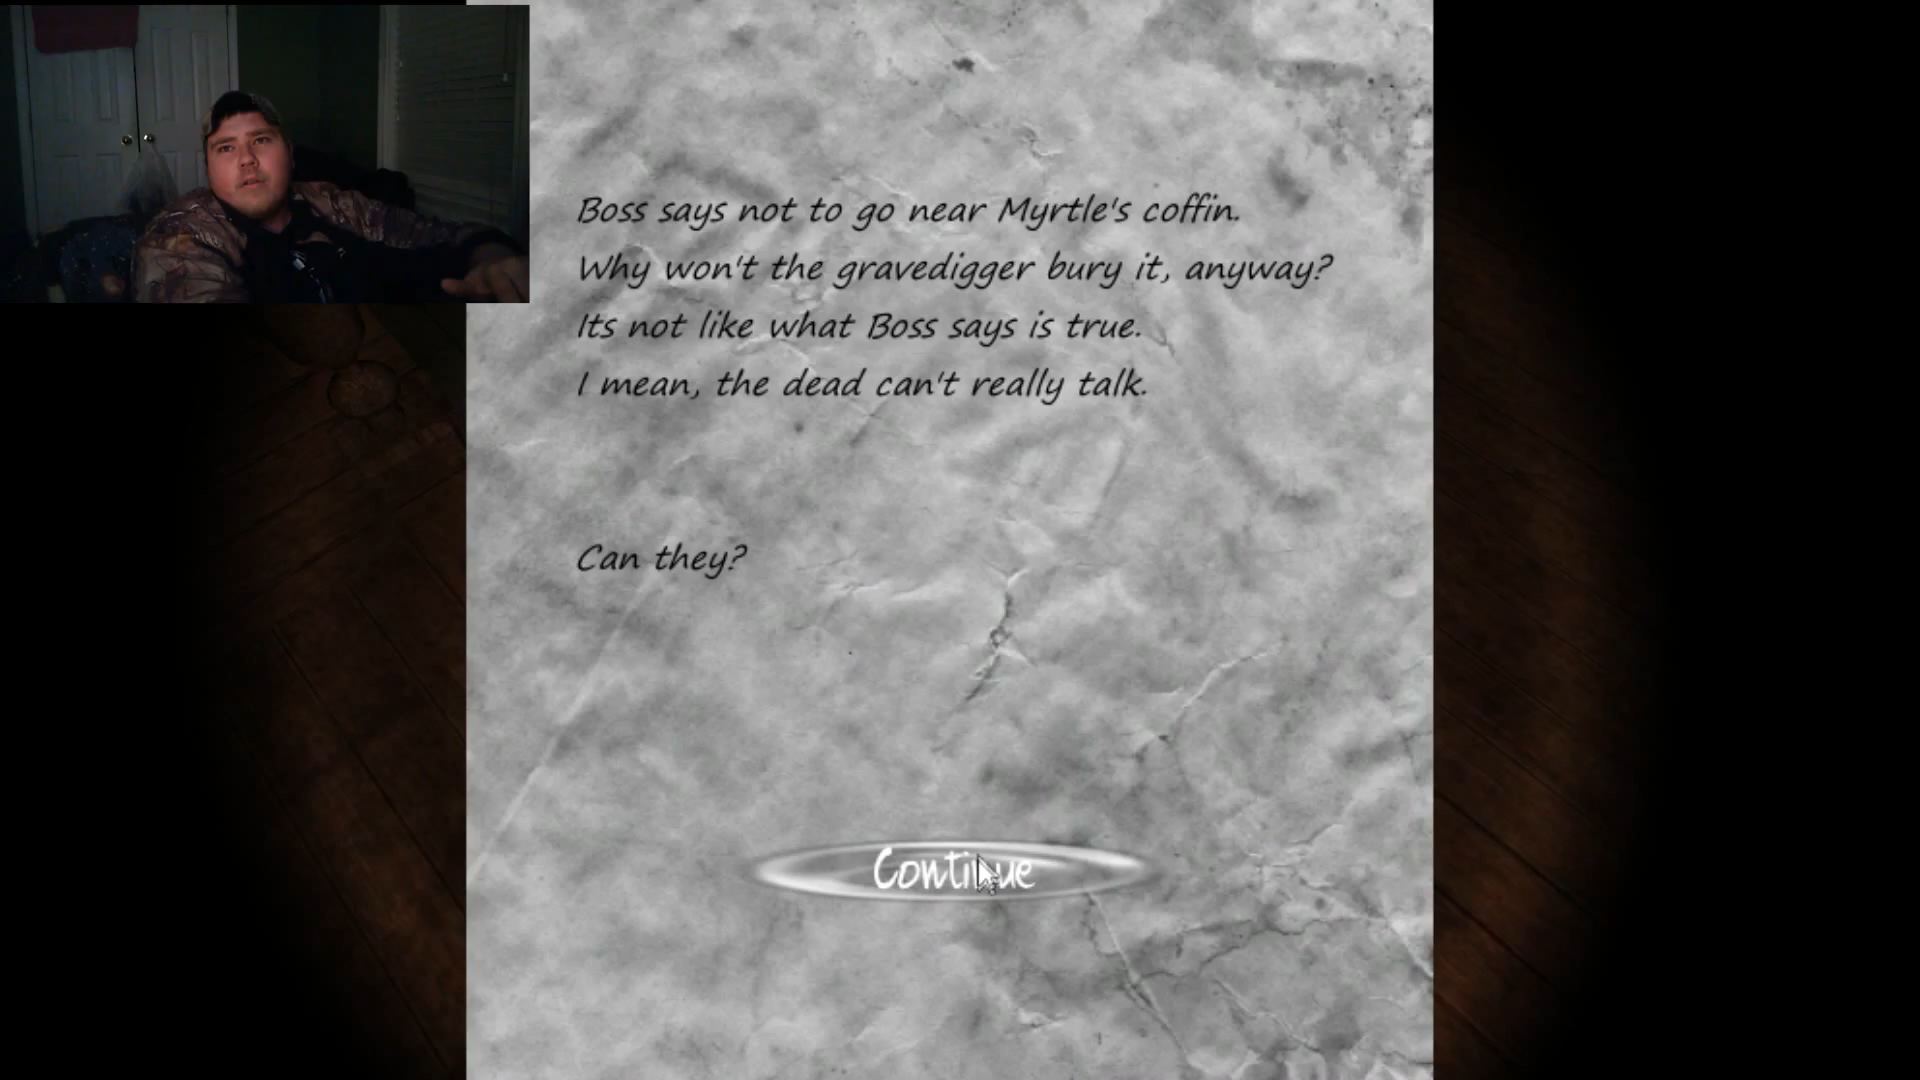 Boss says not to go near Myrtle's coffin.
Why won't the gravedigger bury it, anyway?
Its not like what Boss says is true.
I mean, the dead can't really talk.
Can they?
Continue